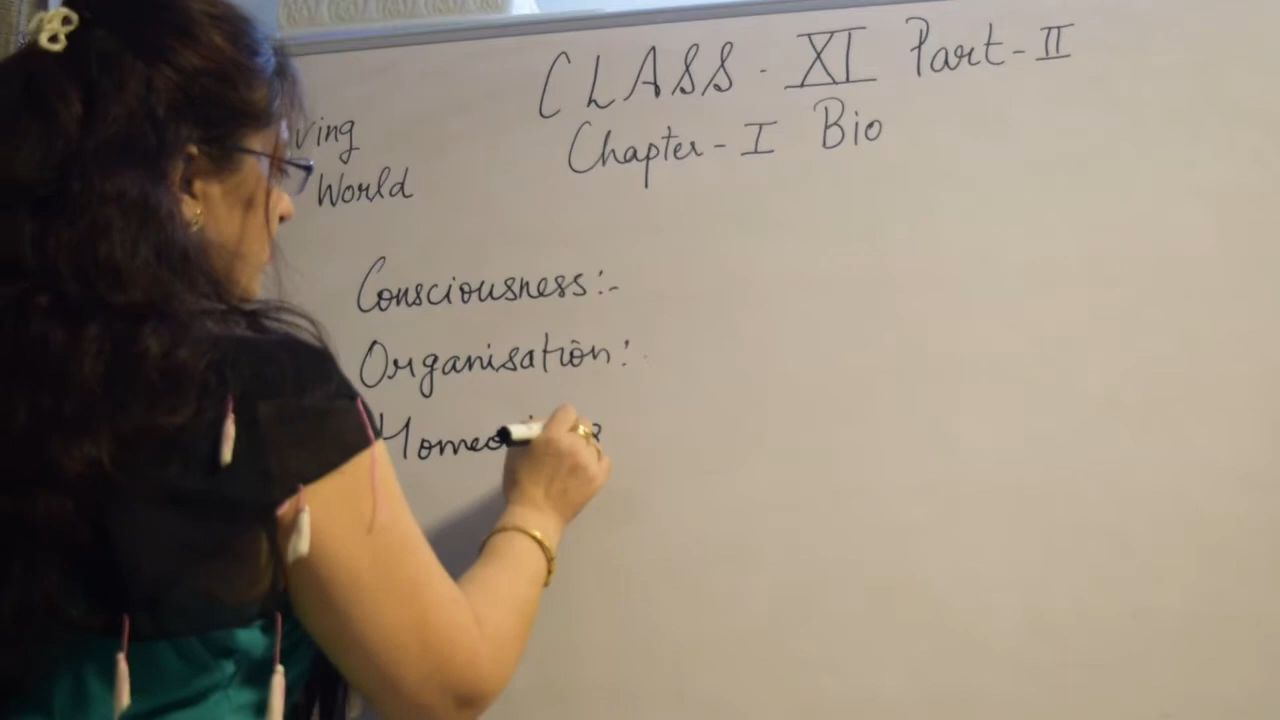 CLASS - XI Part - II
Chapter - I Bio
ving
World
Consciousness :-
Organisation :